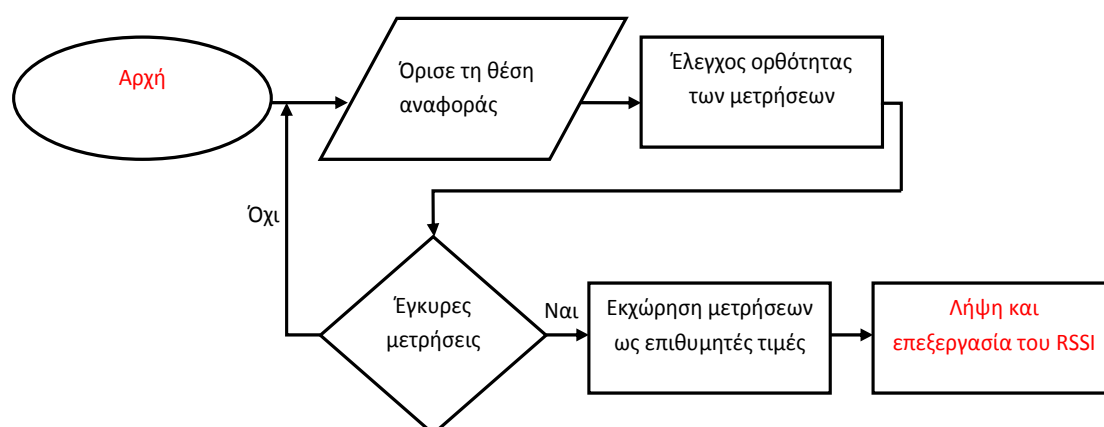 Αρχή
Όρισε τη θέση
αναφοράς
Έλεγχος ορθότητας
των μετρήσεων
Όχι
Έγκυρες
μετρήσεις
Ναι
Εκχώρηση μετρήσεων
ως επιθυμητές τιμές
Λήψη και
επεξεργασία του RSSI